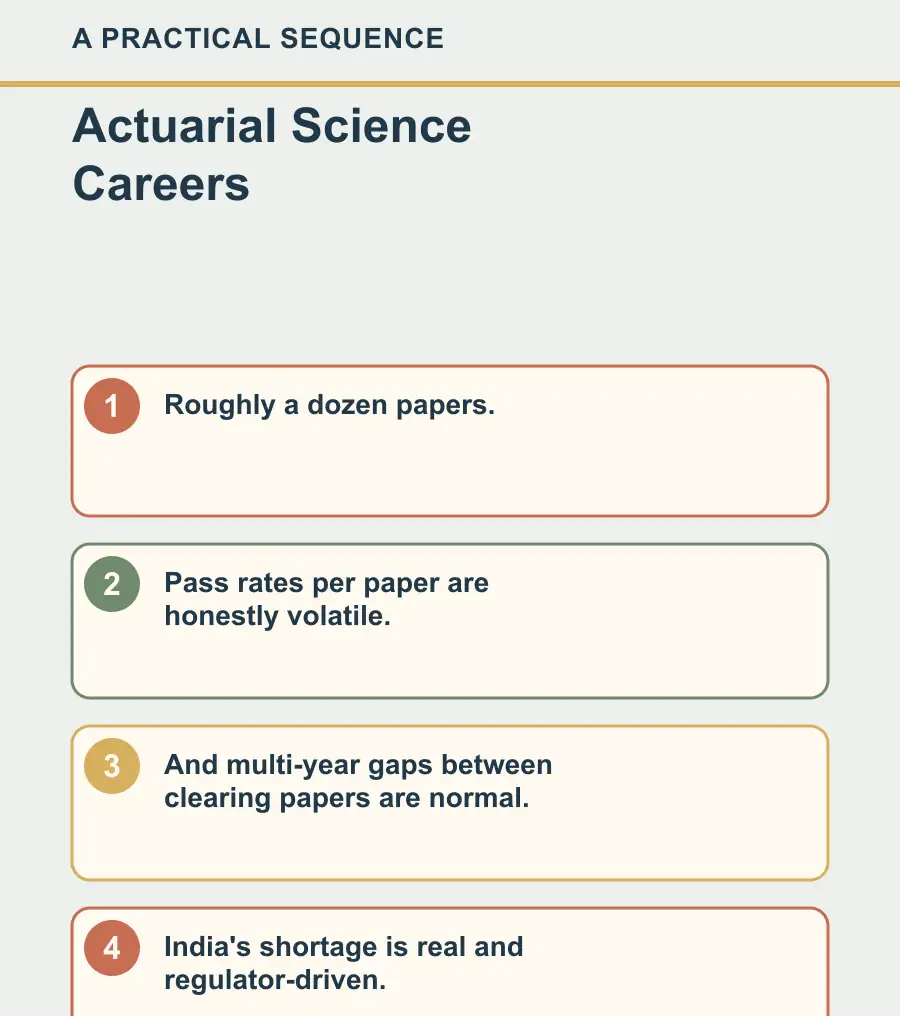 A PRACTICAL SEQUENCE
Actuarial Science
Careers
1
Roughly a dozen papers.
2
Pass rates per paper are
honestly volatile.
3
And multi-year gaps between
clearing papers are normal.
4
India's shortage is real and
regulator-driven.